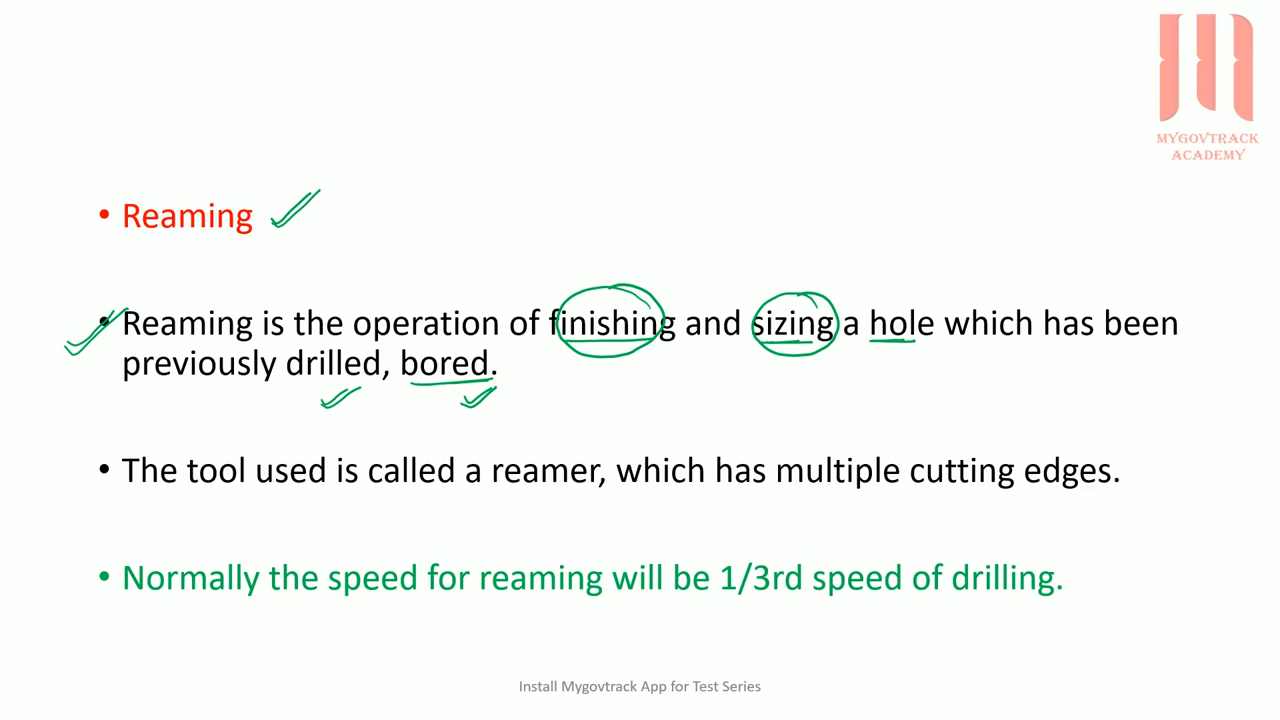 MYGOVTRACK
ACADEMY
• Reaming
• Reaming is the operation of finishing and sizing a hole which has been
previously drilled, bored.
• The tool used is called a reamer, which has multiple cutting edges.
• Normally the speed for reaming will be 1/3rd speed of drilling.
Install Mygovtrack App for Test Series